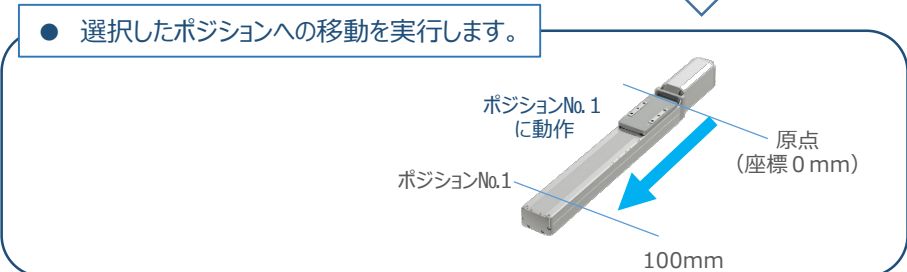 ● 選択したポジションへの移動を実行します。
ポジションNo.1
に動作
原点
(座標0mm)
ポジションNo.1
100mm